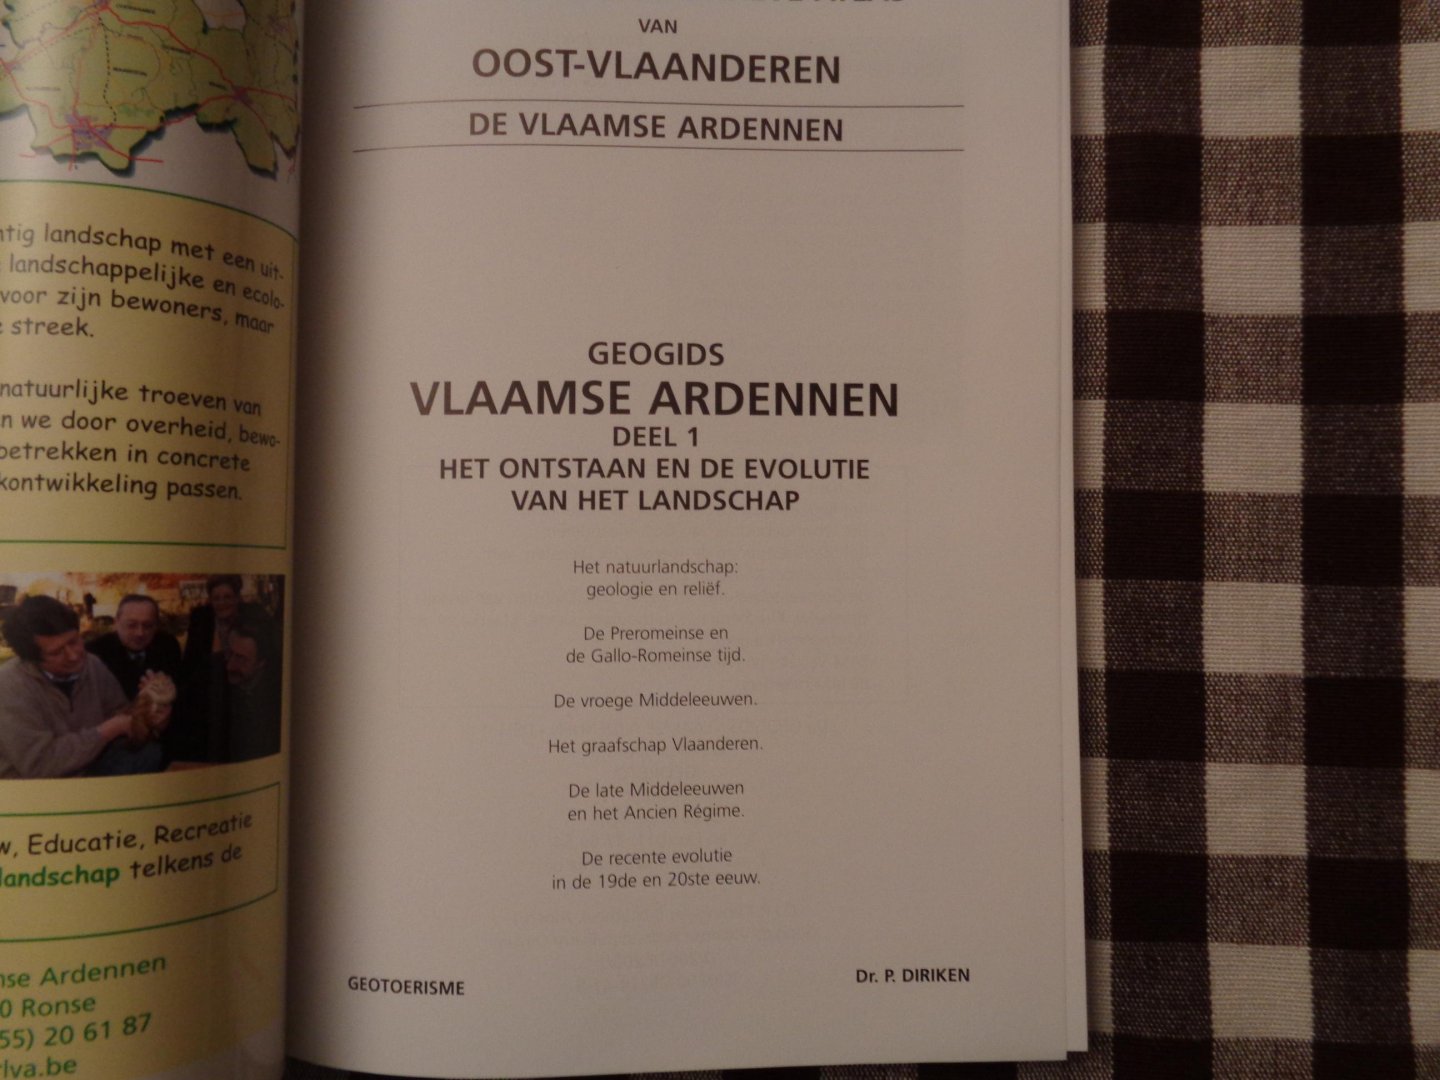 ntig landschap met een uit-
landschappelijke en ecolo-
voor zijn bewoners, maar
streek.
natuurlijke troeven van
n we door overheid, bewo-
betrekken in concrete
kontwikkeling passen.
w, Educatie, Recreatie
landschap telkens de
nse Ardennen
0 Ronse
55) 20 61 87
rlva.be
VAN
OOST-VLAANDEREN
DE VLAAMSE ARDENNEN
GEOGIDS
VLAAMSE ARDENNEN
DEEL 1
HET ONTSTAAN EN DE EVOLUTIE
VAN HET LANDSCHAP
Het natuurlandschap:
geologie en reliëf.
De Preromeinse en
de Gallo-Romeinse tijd.
De vroege Middeleeuwen.
Het graafschap Vlaanderen.
De late Middeleeuwen
en het Ancien Régime.
De recente evolutie
in de 19de en 20ste eeuw.
GEOTOERISME
Dr. P. DIRIKEN